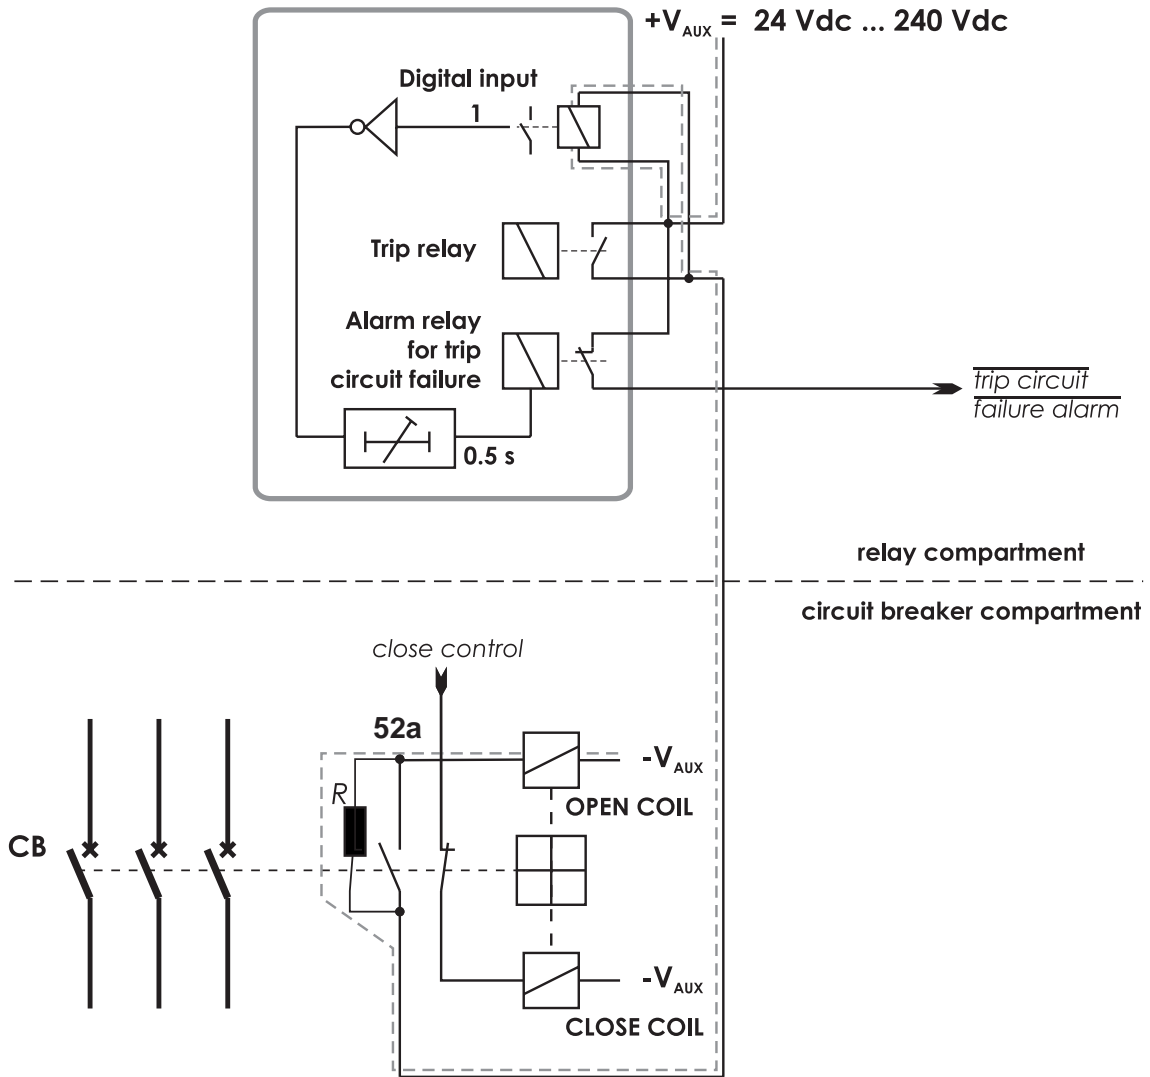 +VAUX = 24 Vdc ... 240 Vdc
Digital input
1
Trip relay
Alarm relay
for trip
circuit failure
trip circuit
failure alarm
0.5 s
relay compartment
circuit breaker compartment
close control
52a
R
-VAUX
OPEN COIL
CB
-VAUX
CLOSE COIL